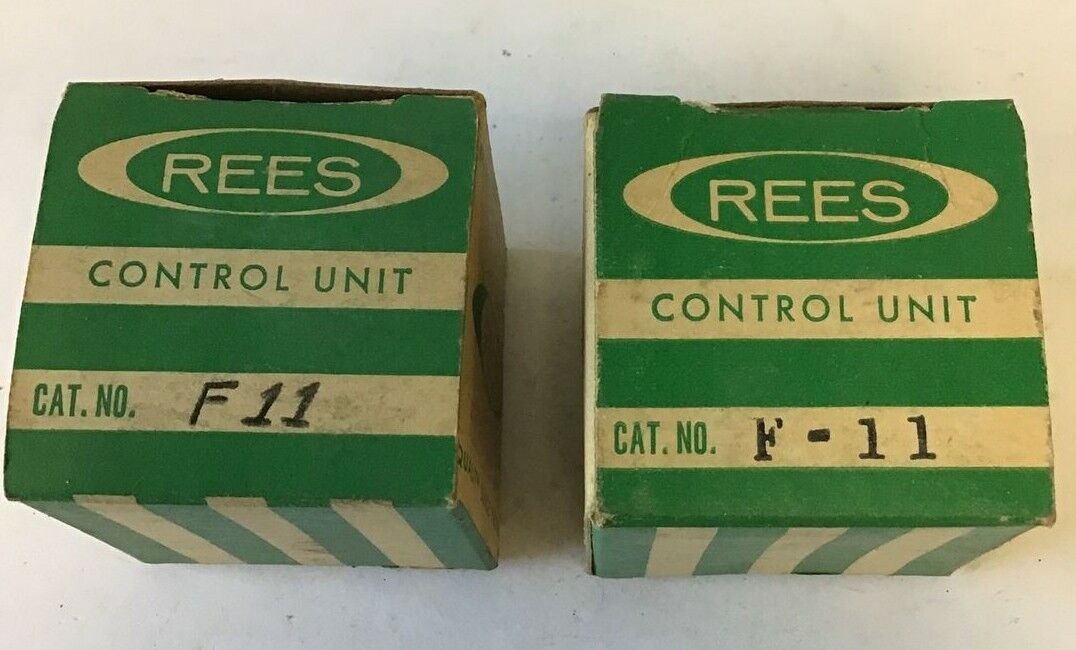 REES
CONTROL UNIT
CAT. NO. F 11
REES
CONTROL UNIT
CAT. NO. F-11